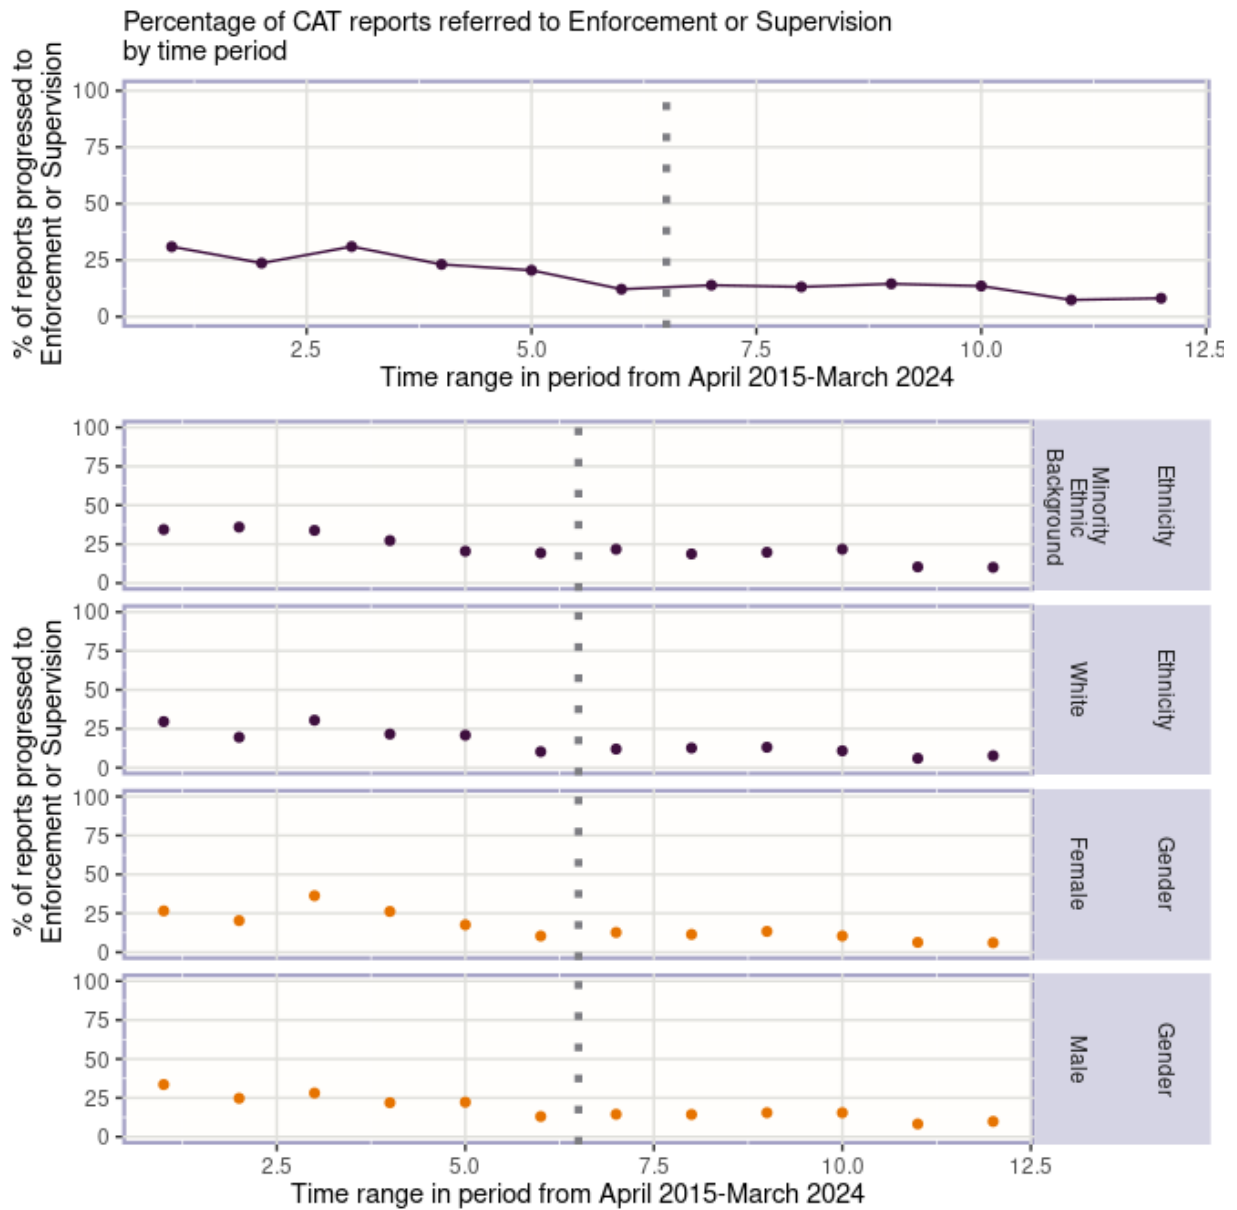 Percentage of CAT reports referred to Enforcement or Supervision
by time period
% of reports progressed to
Enforcement or Supervision
100
75
50
25
0
2.5
5.0
7.5
10.0
12.5
Time range in period from April 2015-March 2024
% of reports progressed to
Enforcement or Supervision
100
75
50
25
0
Minority
Ethnic
Background
Ethnicity
100
75
50
25
0
White
Ethnicity
100
75
50
25
0
Female
Gender
100
75
50
25
0
Male
Gender
2.5
5.0
7.5
10.0
12.5
Time range in period from April 2015-March 2024